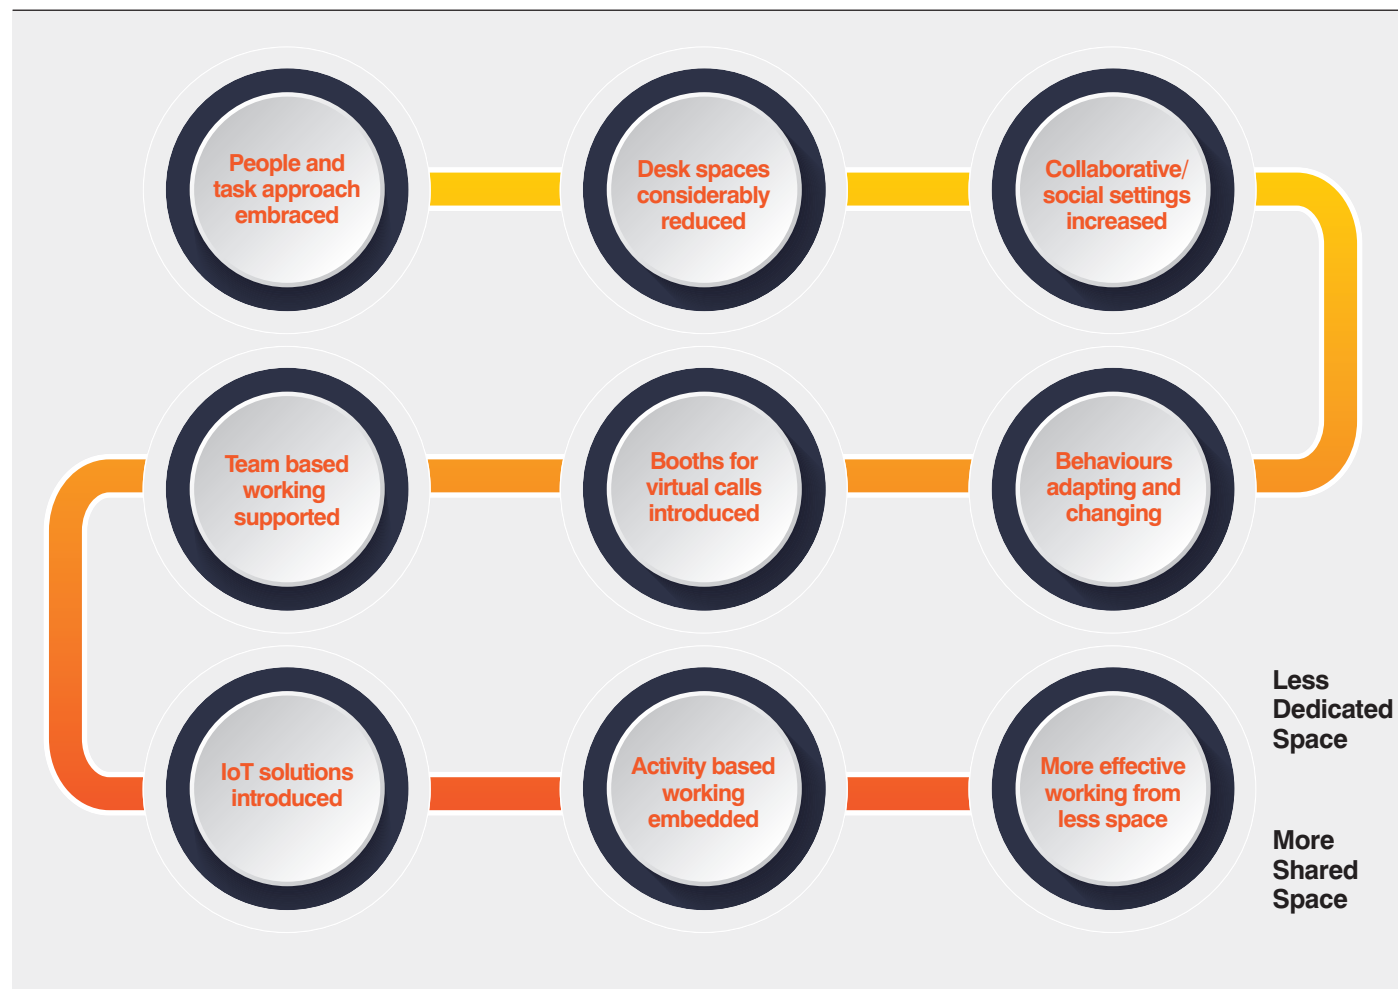 People and
task approach
embraced
Desk spaces
considerably
reduced
Collaborative/
social settings
increased
Behaviours
adapting and
changing
Booths for
virtual calls
introduced
Team based
working
supported
IoT solutions
introduced
Activity based
working
embedded
More effective
working from
less space
Less
Dedicated
Space
More
Shared
Space